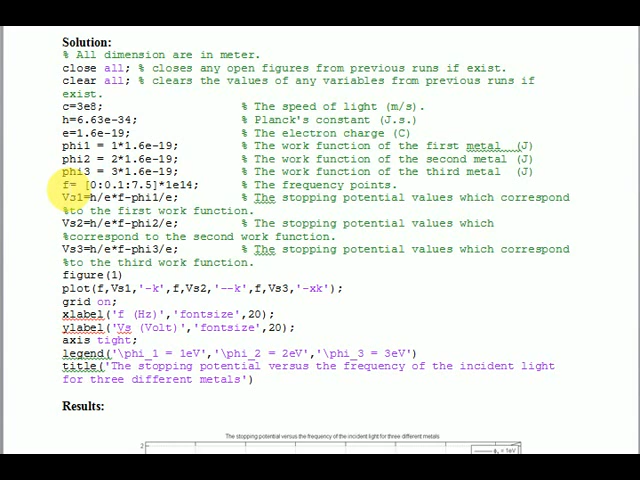 Solution:
% All dimension are in meter.
close all; % closes any open figures from previous runs if exist.
clear all; % clears the values of any variables from previous runs if
exist.
c=3e8; % The speed of light (m/s).
h=6.63e-34; % Planck's constant (J.s.)
e=1.6e-19; % The electron charge (C)
phi1 = 1*1.6e-19; % The work function of the first metal (J)
phi2 = 2*1.6e-19; % The work function of the second metal (J)
phi3 = 3*1.6e-19; % The work function of the third metal (J)
f= [0:0.1:7.5]*1e14; % The frequency points.
Vs1=h/e*f-phi1/e; % The stopping potential values which correspond
%to the first work function.
Vs2=h/e*f-phi2/e; % The stopping potential values which
%correspond to the second work function.
Vs3=h/e*f-phi3/e; % The stopping potential values which correspond
%to the third work function.
figure(1)
plot(f,Vs1,'-k',f,Vs2,'--k',f,Vs3,'-xk');
grid on;
xlabel('f (Hz)','fontsize',20);
ylabel('Vs (Volt)','fontsize',20);
axis tight;
legend('\phi_1 = 1eV','\phi_2 = 2eV','\phi_3 = 3eV')
title('The stopping potential versus the frequency of the incident light
for three different metals')
Results:
The stopping potential versus the frequency of the incident light for three different metals
2
= 1eV